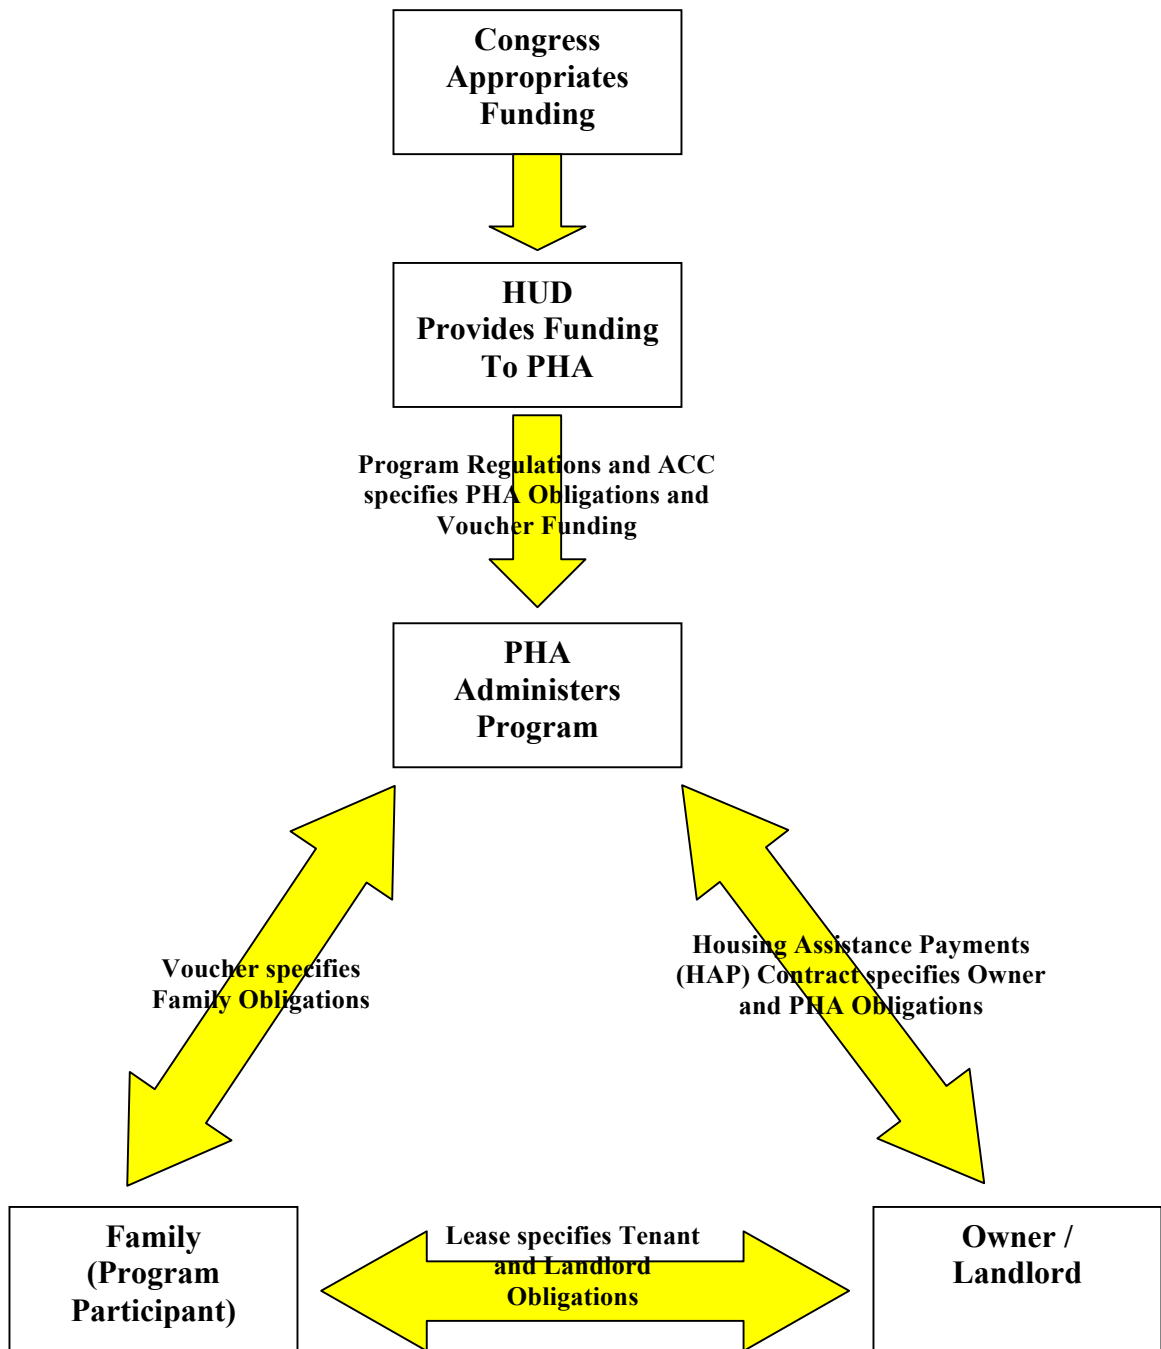 Congress
Appropriates
Funding
HUD
Provides Funding
To PHA
Program Regulations and ACC
specifies PHA Obligations and
Voucher Funding
PHA
Administers
Program
Voucher specifies
Family Obligations
Housing Assistance Payments
(HAP) Contract specifies Owner
and PHA Obligations
Family
(Program
Participant)
Lease specifies Tenant
and Landlord
Obligations
Owner /
Landlord